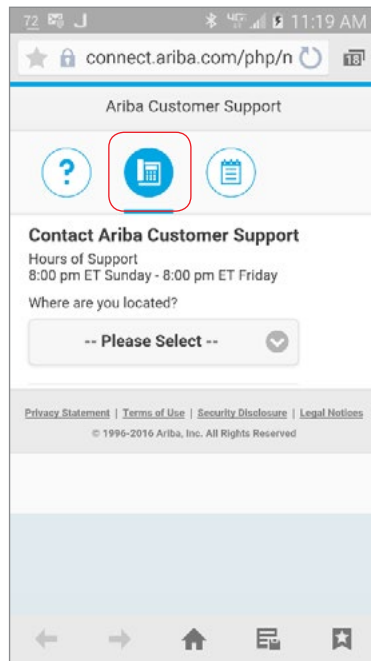 72 J 4G 11:19 AM
connect.ariba.com/php/n 18
Ariba Customer Support
?
Contact Ariba Customer Support
Hours of Support
8:00 pm ET Sunday - 8:00 pm ET Friday
Where are you located?
-- Please Select --
Privacy Statement | Terms of Use | Security Disclosure | Legal Notices
© 1996-2016 Ariba, Inc. All Rights Reserved